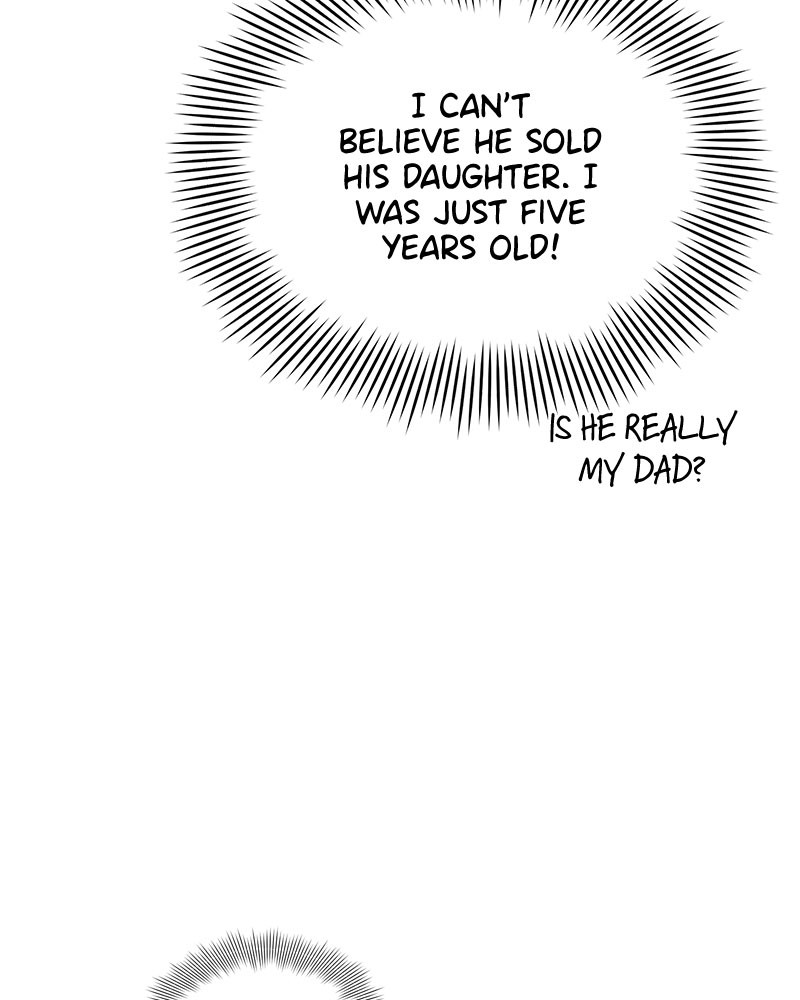 I CAN'T
BELIEVE HE SOLD
HIS DAUGHTER. I
WAS JUST FIVE
YEARS OLD!
IS HE REALLY
MY DAD?